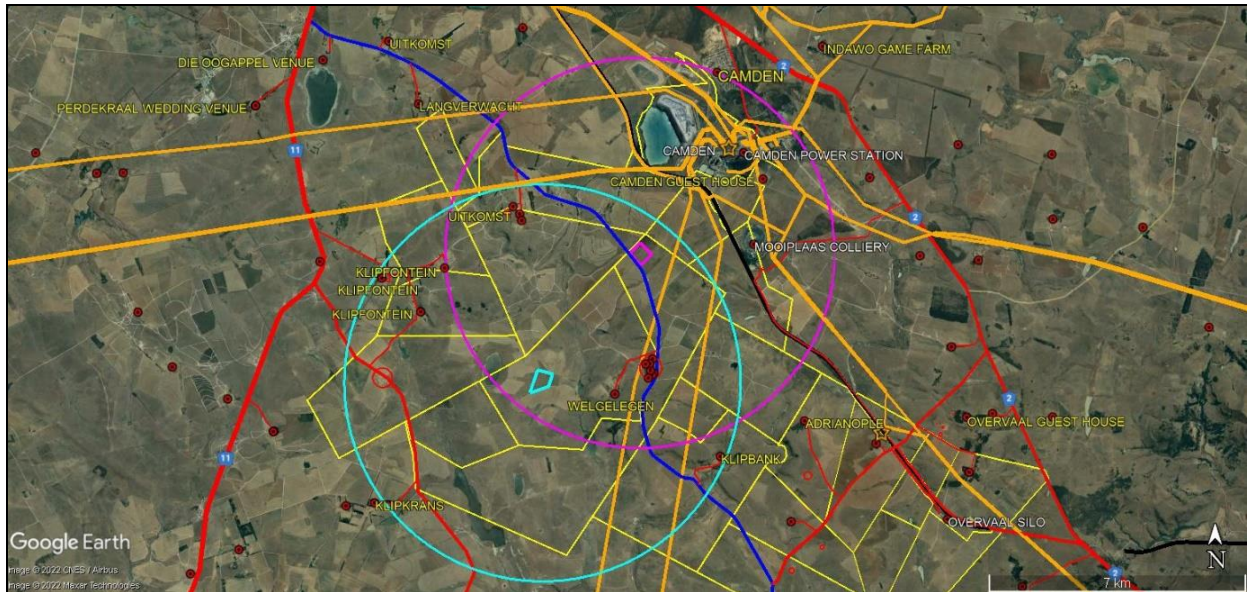 UITKOMST
INDAWO GAME FARM
DIE OOGAPPEL VENUE
2
CAMDEN
PERDEKRAAL WEDDING VENUE
LANGVERWACHT
11
CAMDEN
CAMDEN POWER STATION
CAMDEN GUEST HOUSE
UITKOMST
2
MOOIPLAAS COLLIERY
KLIPFONTEIN
KLIPFONTEIN
KLIPFONTEIN
2
WELGELEGEN
ADRIANOPLE
OVERVAAL GUEST HOUSE
11
KLIPBANK
KLIPKRANS
OVERVAAL SILO
Google Earth
N
Image © 2022 CNES / Airbus
Image © 2022 Maxar Technologies
2
7 km